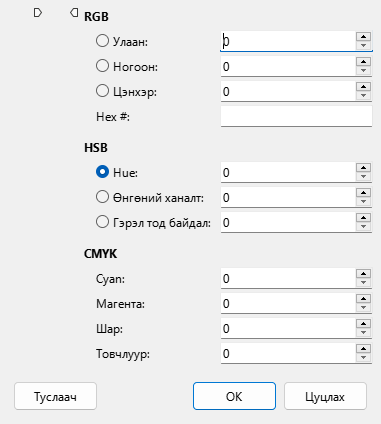 RGB
Улаан: 0
Ногоон: 0
Цэнхэр: 0
Hex #:
HSB
Hue: 0
Өнгөний ханалт: 0
Гэрэл тод байдал: 0
CMYK
Cyan: 0
Магента: 0
Шар: 0
Товчлуур: 0
Туслаач OK Цуцлах